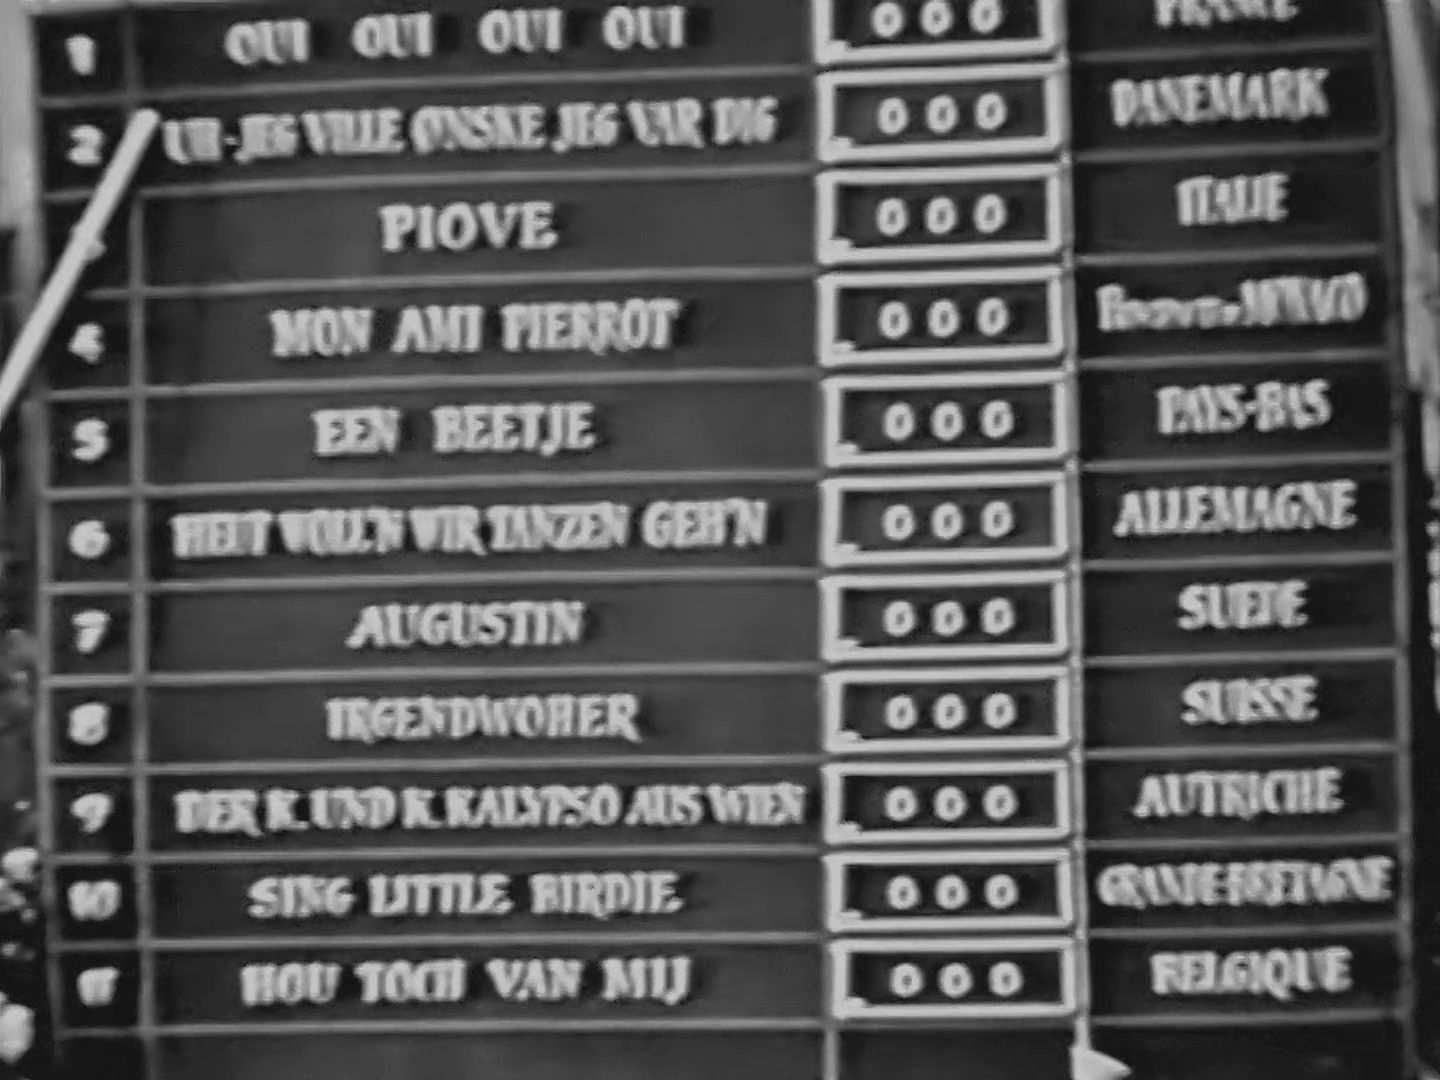 1 OUI OUI OUI OUI 000 FRANCE
2 UH-JEG VILLE ØNSKE JEG VAR DIG 000 DANEMARK
PIOVE 000 ITALIE
4 MON AMI PIERROT 000 MONACO
5 EEN BEETJE 000 PAYS-BAS
6 HEUT WOLL'N WIR TANZEN GEH'N 000 ALLEMAGNE
7 AUGUSTIN 000 SUEDE
8 IRGENDWOHER 000 SUISSE
9 DER K. UND K. KALYPSO AUS WIEN 000 AUTRICHE
10 SING LITTLE BIRDIE 000 GRANDE-BRETAGNE
11 HOU TOCH VAN MIJ 000 BELGIQUE